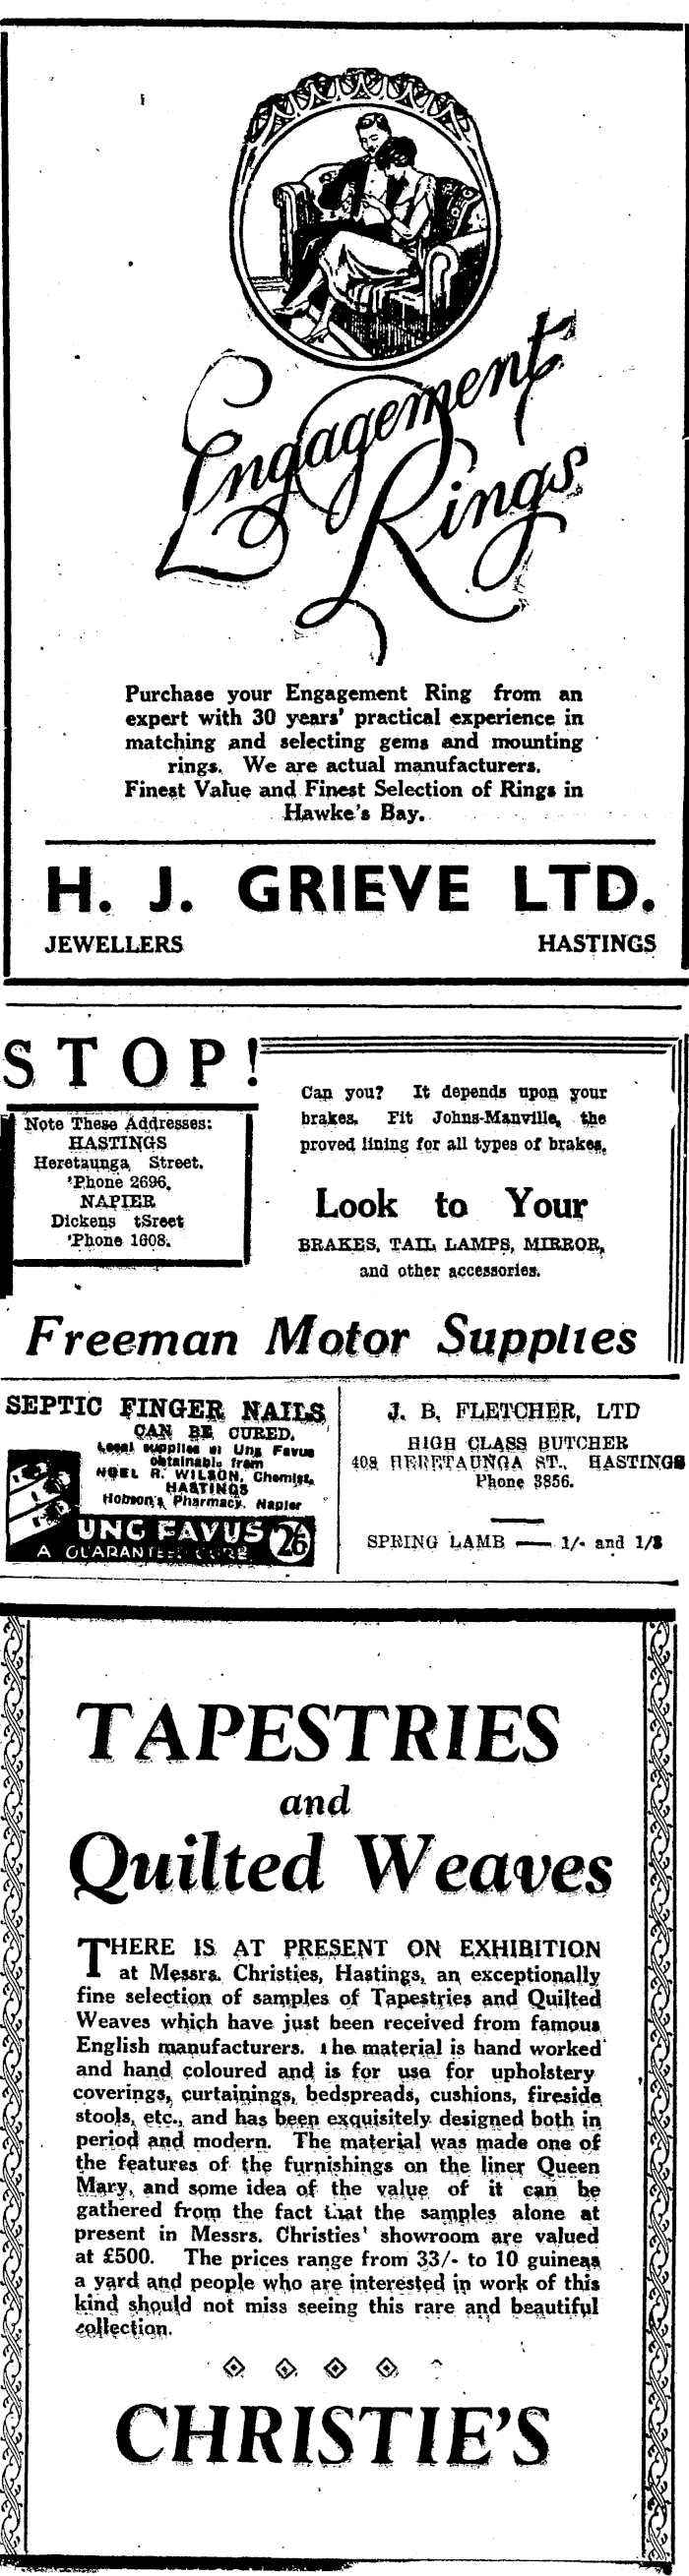 Engagement
Rings
Purchase your Engagement Ring from an
expert with 30 years' practical experience in
matching and selecting gems and mounting
rings. We are actual manufacturers.
Finest Value and Finest Selection of Rings in
Hawke's Bay.
H. J. GRIEVE LTD.
JEWELLERS HASTINGS
STOP!
Note These Addresses:
HASTINGS
Heretaunga Street.
'Phone 2696.
NAPIER
Dickens tSreet
'Phone 1608.
Can you? It depends upon your
brakes. Fit Johns-Manville, the
proved lining for all types of brakes.
Look to Your
BRAKES, TAIL LAMPS, MIRROR,
and other accessories.
Freeman Motor Supplies
SEPTIC FINGER NAILS
CAN BE CURED.
Local supplies of Ung Favus
obtainable from
NOEL R. WILSON, Chemist,
HASTINGS
Hobson's Pharmacy, Napier
UNG FAVUS 2/6
A GUARANTEED CURE
J. B. FLETCHER, LTD
HIGH CLASS BUTCHER
408 HERETAUNGA ST., HASTINGS
Phone 3856.
SPRING LAMB — 1/- and 1/3
TAPESTRIES
and
Quilted Weaves
THERE IS AT PRESENT ON EXHIBITION
at Messrs. Christies, Hastings, an exceptionally
fine selection of samples of Tapestries and Quilted
Weaves which have just been received from famous
English manufacturers. The material is hand worked
and hand coloured and is for use for upholstery
coverings, curtainings, bedspreads, cushions, fireside
stools, etc., and has been exquisitely designed both in
period and modern. The material was made one of
the features of the furnishings on the liner Queen
Mary, and some idea of the value of it can be
gathered from the fact that the samples alone at
present in Messrs. Christies' showroom are valued
at £500. The prices range from 33/- to 10 guineas
a yard and people who are interested in work of this
kind should not miss seeing this rare and beautiful
collection.
CHRISTIE'S